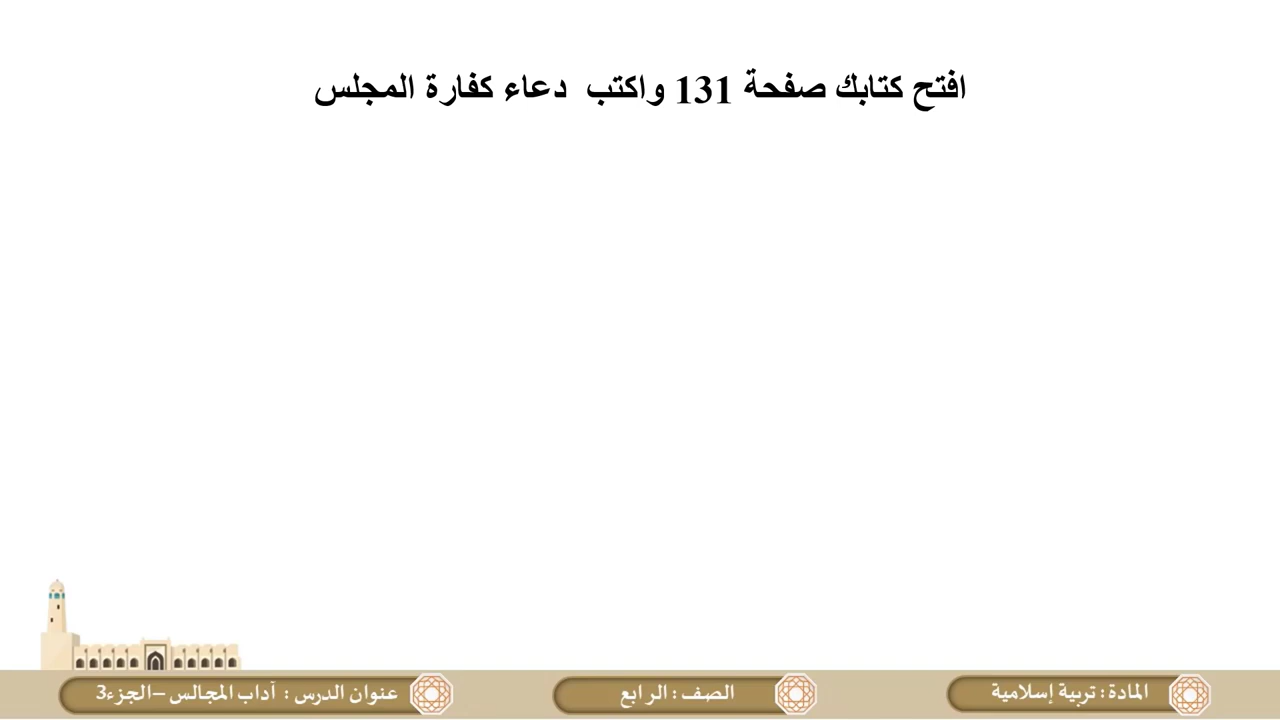 افتح كتابك صفحة 131 واكتب دعاء كفارة المجلس
المادة : تربية إسلامية
الصف : الرابع
عنوان الدرس : آداب المجالس – الجزء3